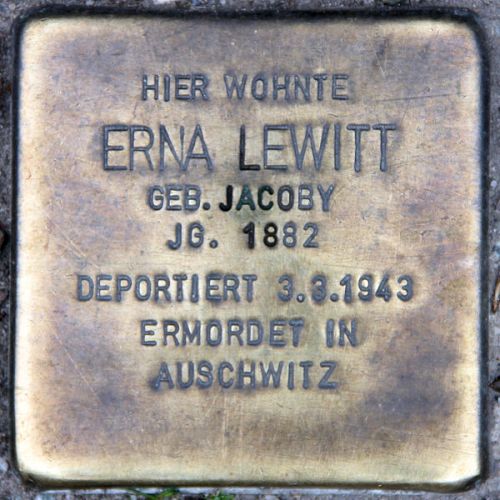 HIER WOHNTE
ERNA LEWITT
GEB. JACOBY
JG. 1882
DEPORTIERT 3.3.1943
ERMORDET IN
AUSCHWITZ